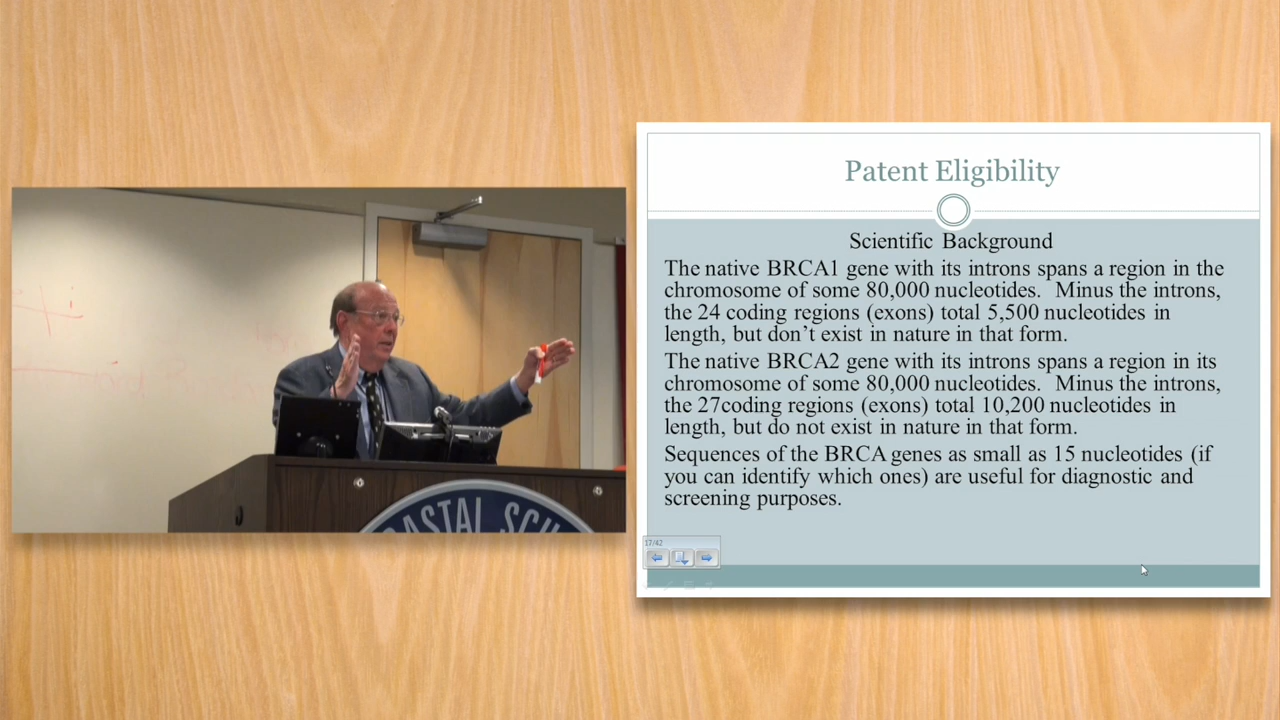 Patent Eligibility
Scientific Background
The native BRCA1 gene with its introns spans a region in the
chromosome of some 80,000 nucleotides. Minus the introns,
the 24 coding regions (exons) total 5,500 nucleotides in
length, but don't exist in nature in that form.
The native BRCA2 gene with its introns spans a region in its
chromosome of some 80,000 nucleotides. Minus the introns,
the 27coding regions (exons) total 10,200 nucleotides in
length, but do not exist in nature in that form.
Sequences of the BRCA genes as small as 15 nucleotides (if
you can identify which ones) are useful for diagnostic and
screening purposes.
17/42